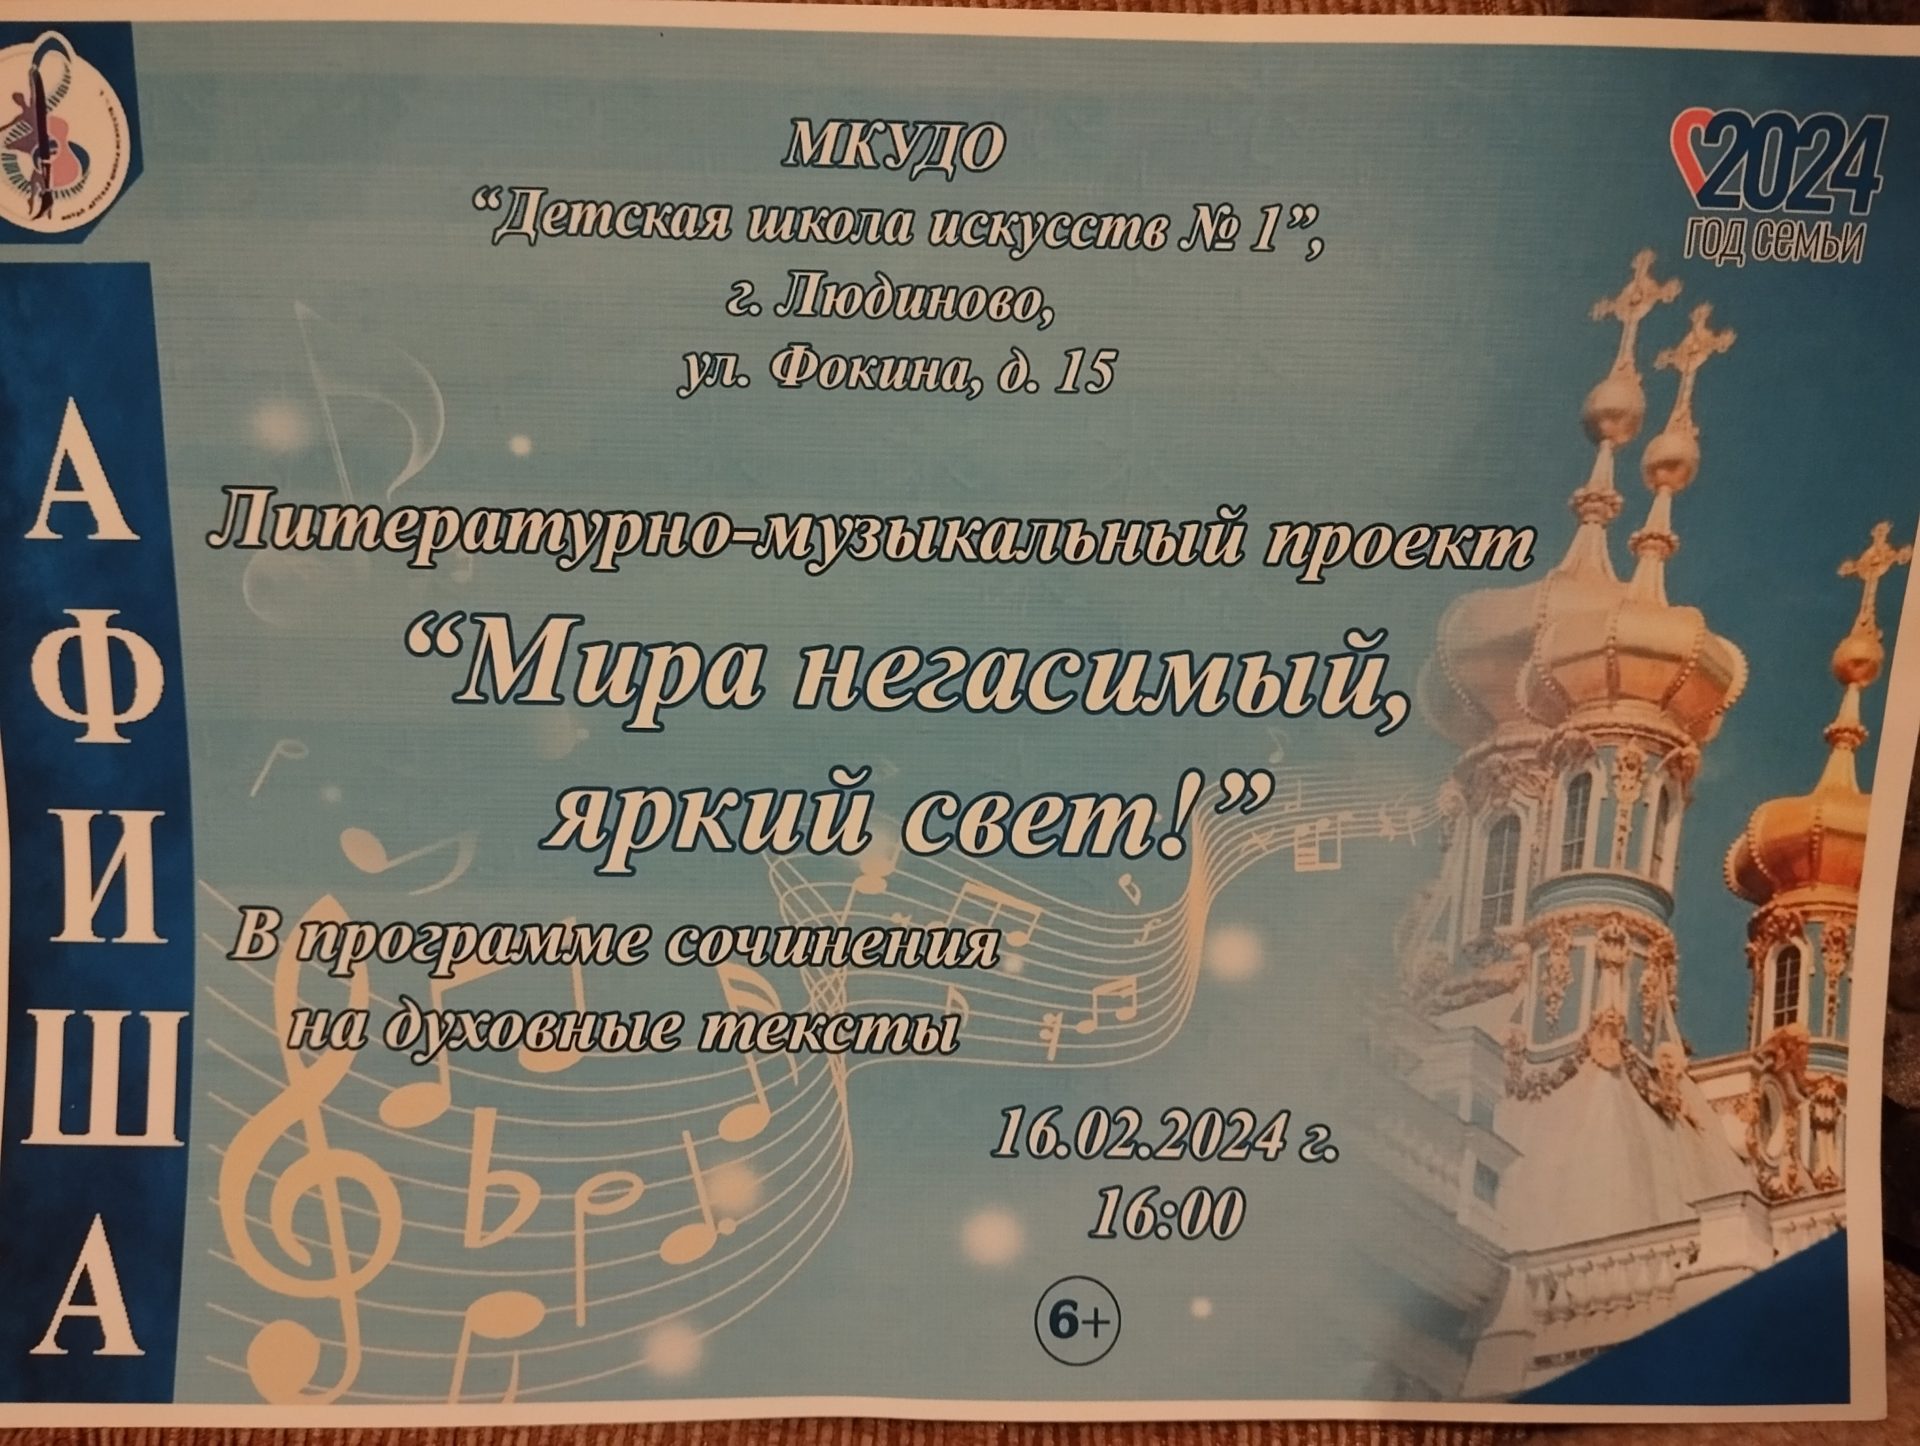 МКУДО
“Детская школа искусств № 1”,
г. Людиново,
ул. Фокина, д. 15
2024
ГОД СЕМЬИ
АФИША
Литературно-музыкальный проект
“Мира негасимый,
яркий свет!”
В программе сочинения
на духовные тексты
16.02.2024 г.
16:00
6+